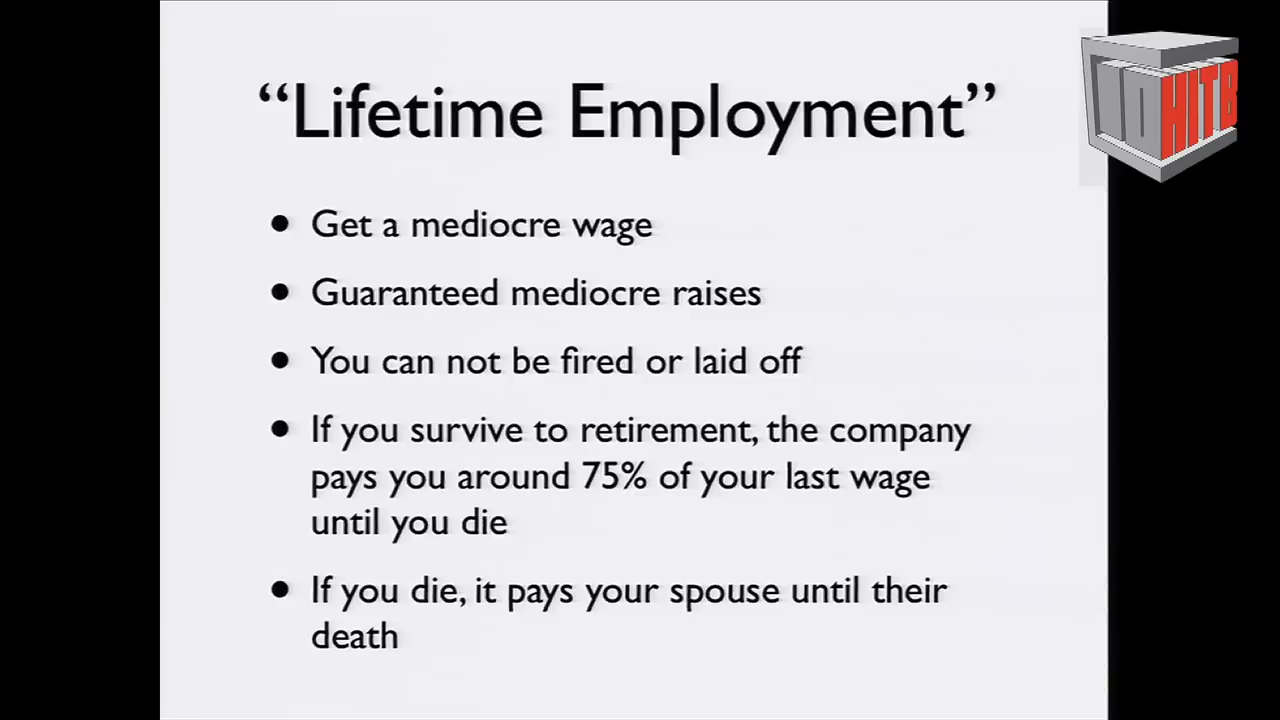 “Lifetime Employment”
• Get a mediocre wage
• Guaranteed mediocre raises
• You can not be fired or laid off
• If you survive to retirement, the company
pays you around 75% of your last wage
until you die
• If you die, it pays your spouse until their
death
HITB